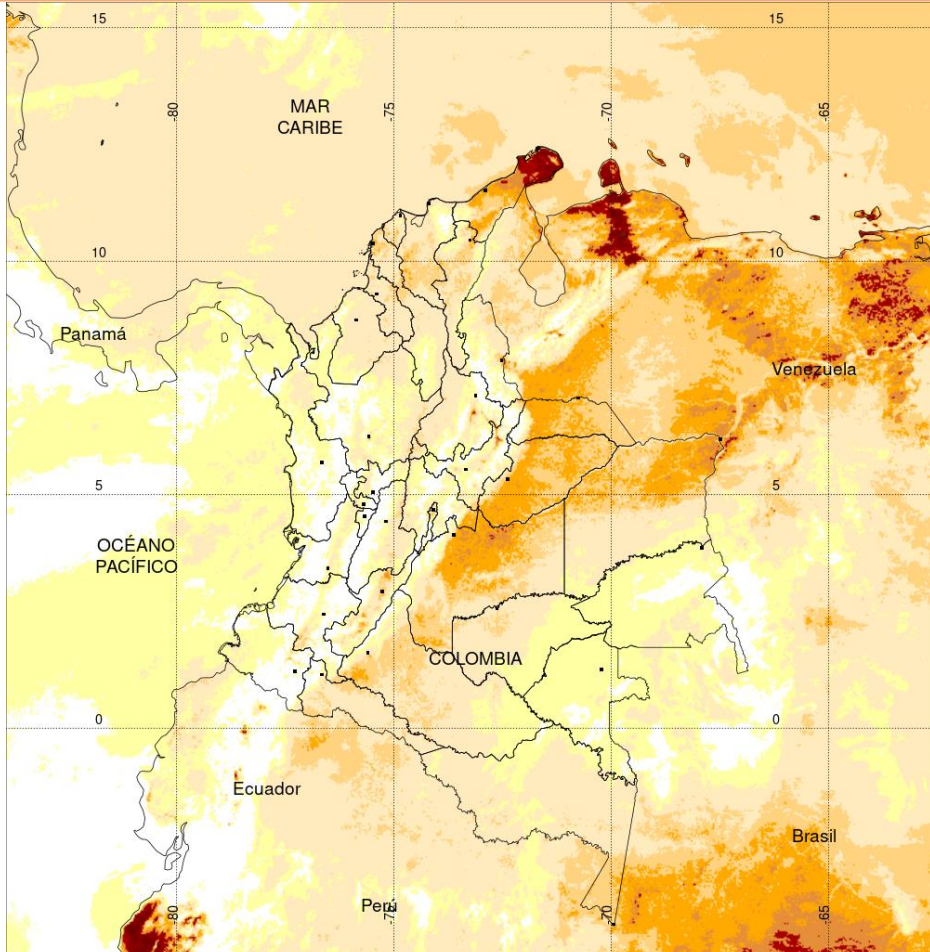 15
15
-80
-75
-70
-65
MAR
CARIBE
10
10
Panamá
Venezuela
5
5
OCÉANO
PACÍFICO
COLOMBIA
0
0
Ecuador
Brasil
Perú
-80
-75
-70
-65